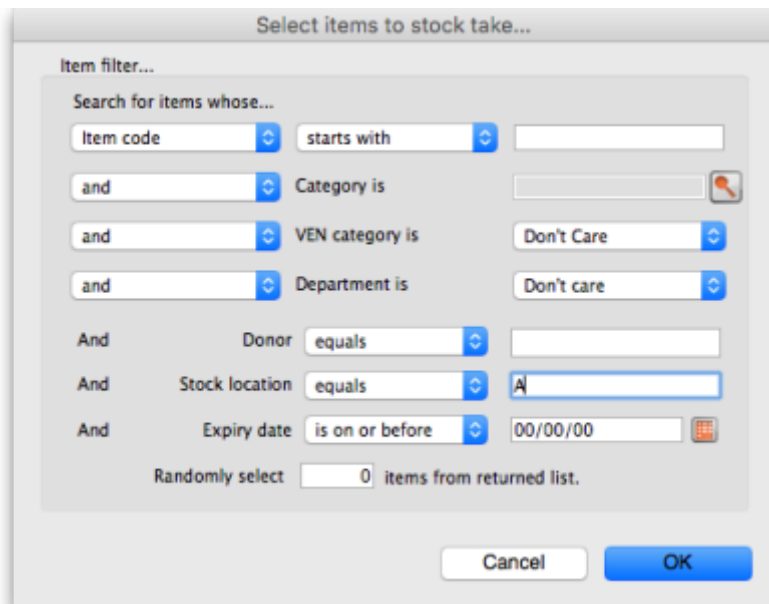 Select items to stock take...
Item filter...
Search for items whose...
Item code starts with
and Category is
and VEN category is Don't Care
and Department is Don't care
And Donor equals
And Stock location equals A
And Expiry date is on or before 00/00/00
Randomly select 0 items from returned list.
Cancel OK